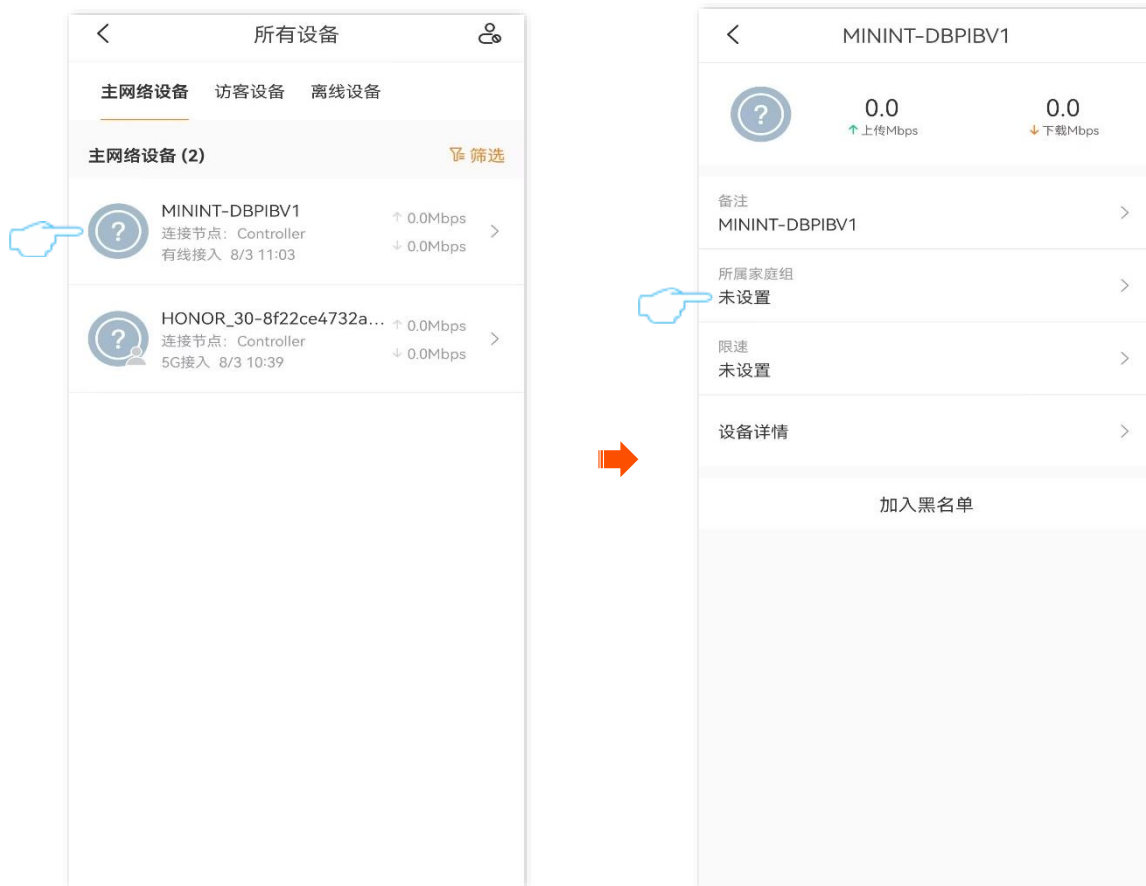 所有设备
主网络设备 访客设备 离线设备
主网络设备 (2) 筛选
MININT-DBPIBV1
连接节点: Controller
有线接入 8/3 11:03
↑ 0.0Mbps
↓ 0.0Mbps
HONOR_30-8f22ce4732a...
连接节点: Controller
5G接入 8/3 10:39
↑ 0.0Mbps
↓ 0.0Mbps
MININT-DBPIBV1
0.0
↑ 上传Mbps
0.0
↓ 下载Mbps
备注
MININT-DBPIBV1
所属家庭组
未设置
限速
未设置
设备详情
加入黑名单